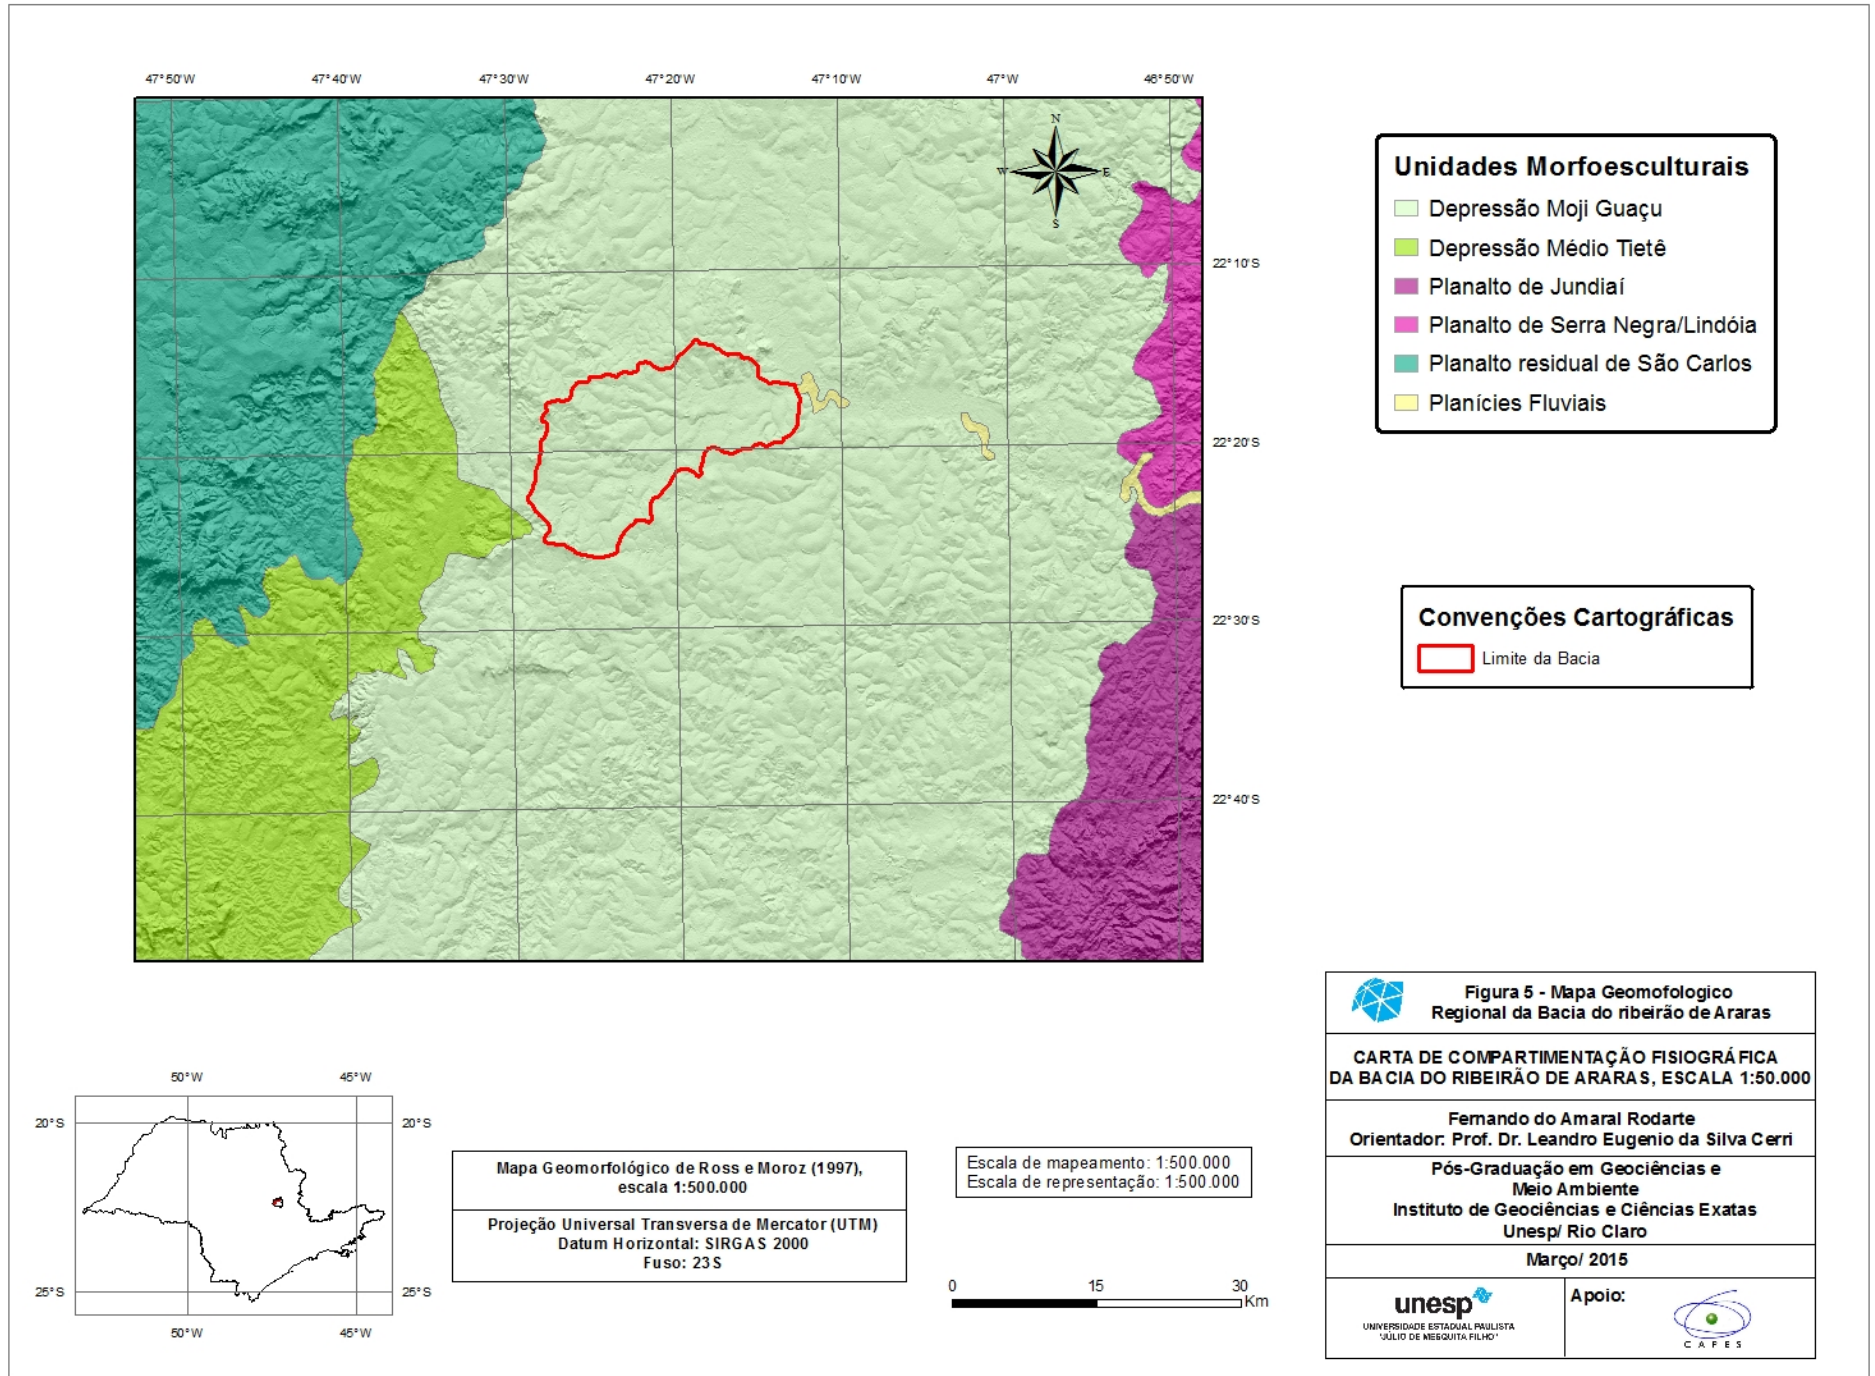 47°50'W
47°40'W
47°30'W
47°20'W
47°10'W
47°W
46°50'W
N
W
E
S
22°10'S
22°20'S
22°30'S
22°40'S
Unidades Morfoesculturais
Depressão Moji Guaçu
Depressão Médio Tietê
Planalto de Jundiaí
Planalto de Serra Negra/Lindóia
Planalto residual de São Carlos
Planícies Fluviais
Convenções Cartográficas
Limite da Bacia
50°W
45°W
20°S
20°S
25°S
25°S
50°W
45°W
Mapa Geomorfológico de Ross e Moroz (1997),
escala 1:500.000
Projeção Universal Transversa de Mercator (UTM)
Datum Horizontal: SIRGAS 2000
Fuso: 23S
Escala de mapeamento: 1:500.000
Escala de representação: 1:500.000
0
15
30
Km
Figura 5 - Mapa Geomofologico
Regional da Bacia do ribeirão de Araras
CARTA DE COMPARTIMENTAÇÃO FISIOGRÁFICA
DA BACIA DO RIBEIRÃO DE ARARAS, ESCALA 1:50.000
Fernando do Amaral Rodarte
Orientador: Prof. Dr. Leandro Eugenio da Silva Cerri
Pós-Graduação em Geociências e
Meio Ambiente
Instituto de Geociências e Ciências Exatas
Unesp/ Rio Claro
Março/ 2015
unesp
UNIVERSIDADE ESTADUAL PAULISTA
"JÚLIO DE MESQUITA FILHO"
Apoio:
CAPES